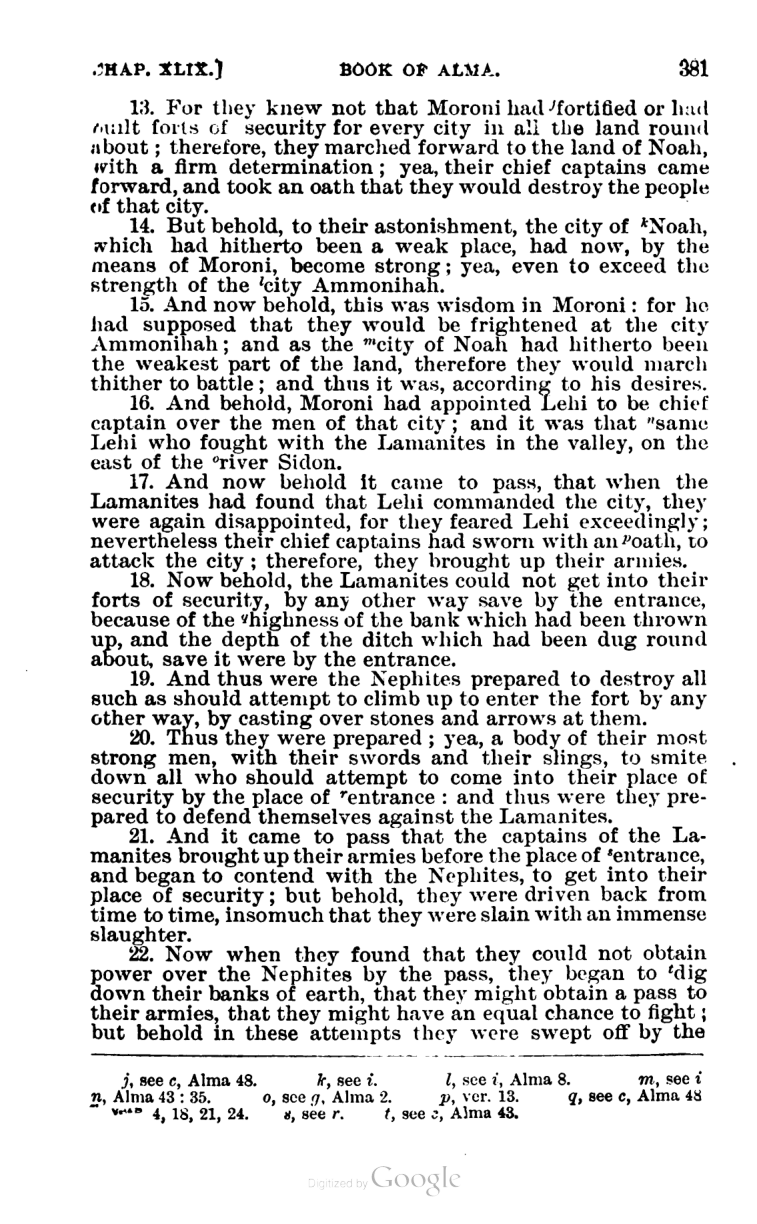 CHAP. XLIX.] BOOK OF ALMA. 381
13. For they knew not that Moroni had jfortified or had
built forts of security for every city in all the land round
about; therefore, they marched forward to the land of Noah,
with a firm determination; yea, their chief captains came
forward, and took an oath that they would destroy the people
of that city.
14. But behold, to their astonishment, the city of kNoah,
which had hitherto been a weak place, had now, by the
means of Moroni, become strong; yea, even to exceed the
strength of the lcity Ammonihah.
15. And now behold, this was wisdom in Moroni: for he
had supposed that they would be frightened at the city
Ammonihah; and as the mcity of Noah had hitherto been
the weakest part of the land, therefore they would march
thither to battle; and thus it was, according to his desires.
16. And behold, Moroni had appointed Lehi to be chief
captain over the men of that city; and it was that nsame
Lehi who fought with the Lamanites in the valley, on the
east of the oriver Sidon.
17. And now behold it came to pass, that when the
Lamanites had found that Lehi commanded the city, they
were again disappointed, for they feared Lehi exceedingly;
nevertheless their chief captains had sworn with an poath, to
attack the city; therefore, they brought up their armies.
18. Now behold, the Lamanites could not get into their
forts of security, by any other way save by the entrance,
because of the qhighness of the bank which had been thrown
up, and the depth of the ditch which had been dug round
about, save it were by the entrance.
19. And thus were the Nephites prepared to destroy all
such as should attempt to climb up to enter the fort by any
other way, by casting over stones and arrows at them.
20. Thus they were prepared; yea, a body of their most
strong men, with their swords and their slings, to smite
down all who should attempt to come into their place of
security by the place of rentrance: and thus were they pre-
pared to defend themselves against the Lamanites.
21. And it came to pass that the captains of the La-
manites brought up their armies before the place of sentrance,
and began to contend with the Nephites, to get into their
place of security; but behold, they were driven back from
time to time, insomuch that they were slain with an immense
slaughter.
22. Now when they found that they could not obtain
power over the Nephites by the pass, they began to tdig
down their banks of earth, that they might obtain a pass to
their armies, that they might have an equal chance to fight;
but behold in these attempts they were swept off by the
j, see c, Alma 48. k, see i. l, see i, Alma 8. m, see i
n, Alma 43:35. o, see g, Alma 2. p, ver. 13. q, see c, Alma 48
4, 18, 21, 24. s, see r. t, see c, Alma 48.
Digitized by Google